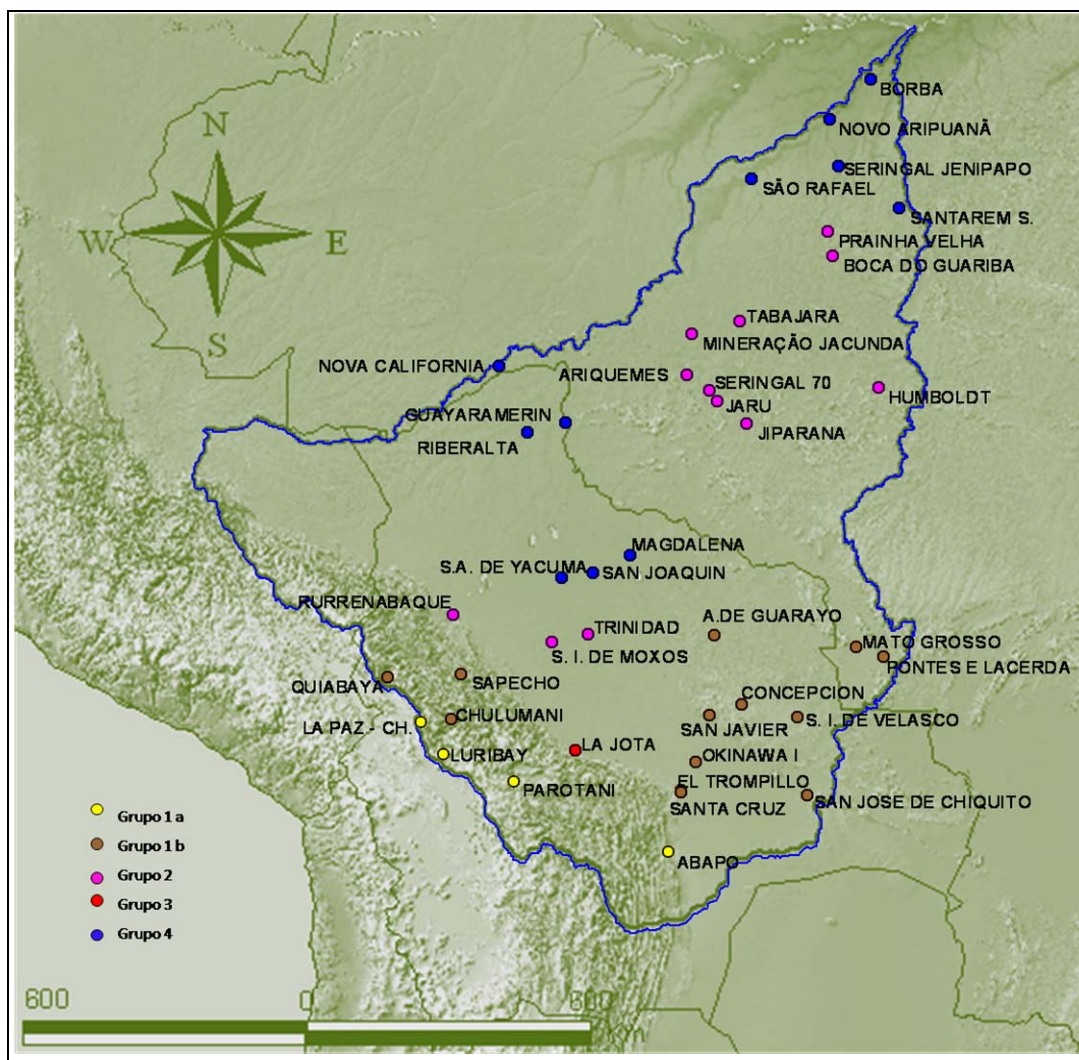 BORBA
N
NOVO ARIPUANÃ
SERINGAL JENIPAPO
SÃO RAFAEL
SANTAREM S.
W
E
PRAINHA VELHA
BOCA DO GUARIBA
TABAJARA
S
MINERAÇÃO JACUNDA
NOVA CALIFORNIA
ARIQUEMES
SERINGAL 70
HUMBOLDT
JARU
GUAYARAMERIN
JIPARANA
RIBERALTA
MAGDALENA
S.A. DE YACUMA
SAN JOAQUIN
RURRENABAQUE
A.DE GUARAYO
TRINIDAD
MATO GROSSO
S. I. DE MOXOS
PONTES E LACERDA
SAPECHO
QUIABAYA
CONCEPCION
CHULUMANI
SAN JAVIER
S. I. DE VELASCO
LA PAZ - CH.
LA JOTA
LURIBAY
OKINAWA I
EL TROMPILLO
PAROTANI
SANTA CRUZ
SAN JOSE DE CHIQUITO
Grupo 1 a
Grupo 1 b
ABAPO
Grupo 2
Grupo 3
Grupo 4
600
0